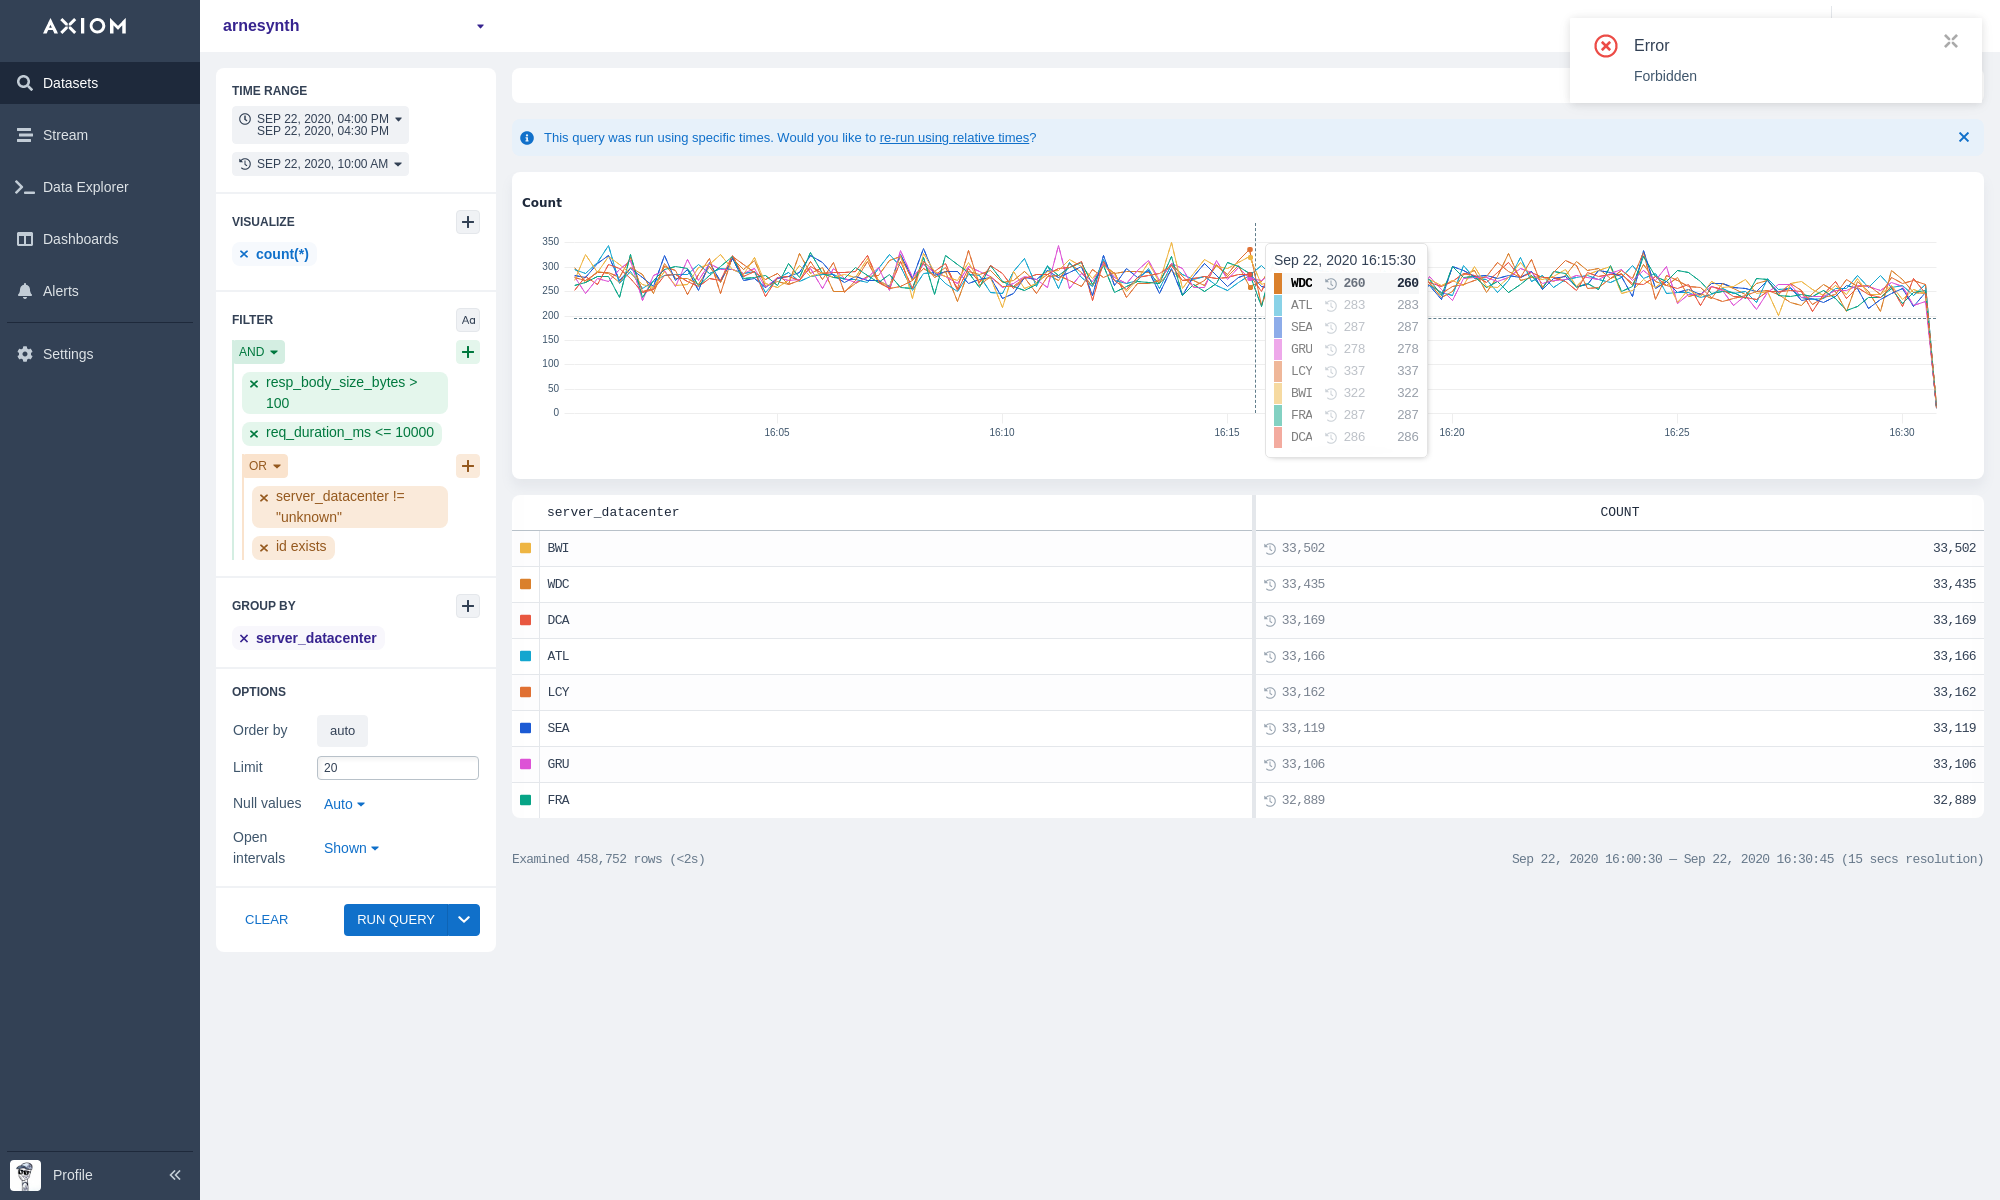 AXIOM
Datasets
Stream
Data Explorer
Dashboards
Alerts
Settings
Profile
arnesynth
Error
Forbidden
TIME RANGE
SEP 22, 2020, 04:00 PM
SEP 22, 2020, 04:30 PM
SEP 22, 2020, 10:00 AM
VISUALIZE
count(*)
FILTER
Aa
AND
resp_body_size_bytes >
100
req_duration_ms <= 10000
OR
server_datacenter !=
"unknown"
id exists
GROUP BY
server_datacenter
OPTIONS
Order by auto
Limit 20
Null values Auto
Open
intervals
Shown
CLEAR RUN QUERY
This query was run using specific times. Would you like to re-run using relative times?
Count
350
300
250
200
150
100
50
0
16:05 16:10 16:15 16:20 16:25 16:30
Sep 22, 2020 16:15:30
WDC 260 260
ATL 283 283
SEA 287 287
GRU 278 278
LCY 337 337
BWI 322 322
FRA 287 287
DCA 286 286
server_datacenter COUNT
BWI 33,502 33,502
WDC 33,435 33,435
DCA 33,169 33,169
ATL 33,166 33,166
LCY 33,162 33,162
SEA 33,119 33,119
GRU 33,106 33,106
FRA 32,889 32,889
Examined 458,752 rows (<2s) Sep 22, 2020 16:00:30 — Sep 22, 2020 16:30:45 (15 secs resolution)